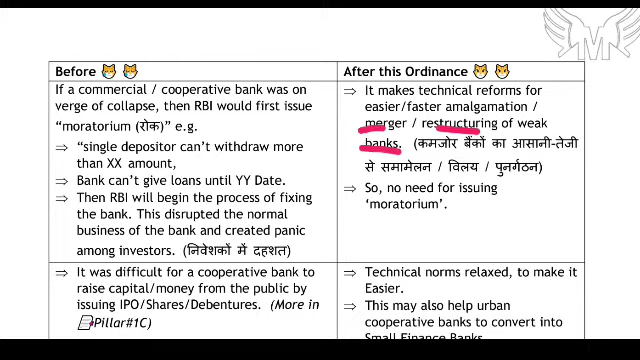 Before
After this Ordinance
If a commercial / cooperative bank was on
verge of collapse, then RBI would first issue
"moratorium (रोक)" e.g.
⇒ "single depositor can't withdraw more
than XX amount,
⇒ Bank can't give loans until YY Date.
⇒ Then RBI will begin the process of fixing
the bank. This disrupted the normal
business of the bank and created panic
among investors. (निवेशकों में दहशत)
⇒ It makes technical reforms for
easier/faster amalgamation /
merger / restructuring of weak
banks. (कमजोर बैंकों का आसानी-तेजी
से समामेलन / विलय / पुनर्गठन)
⇒ So, no need for issuing
'moratorium'.
⇒ It was difficult for a cooperative bank to
raise capital/money from the public by
issuing IPO/Shares/Debentures. (More in
Pillar#1C)
⇒ Technical norms relaxed, to make it
Easier.
⇒ This may also help urban
cooperative banks to convert into
Small Finance Banks